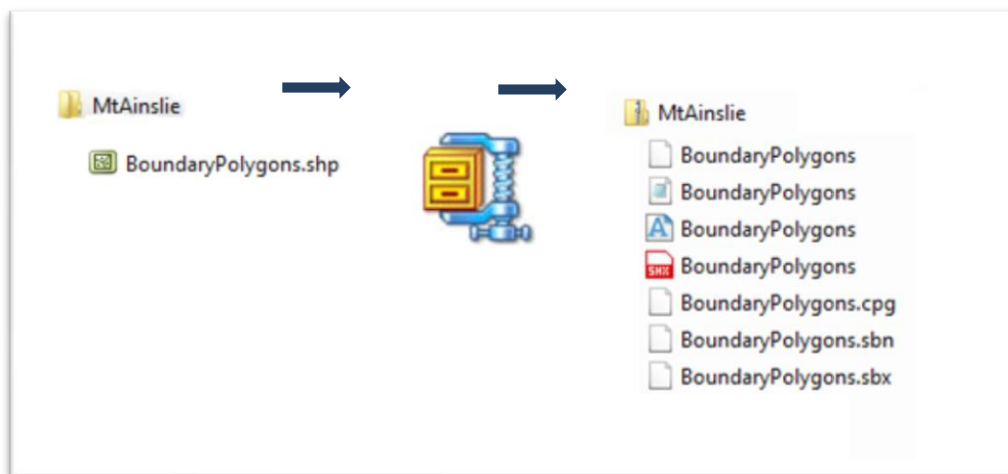 MtAinslie
BoundaryPolygons.shp
MtAinslie
BoundaryPolygons
BoundaryPolygons
A BoundaryPolygons
SHX BoundaryPolygons
BoundaryPolygons.cpg
BoundaryPolygons.sbn
BoundaryPolygons.sbx